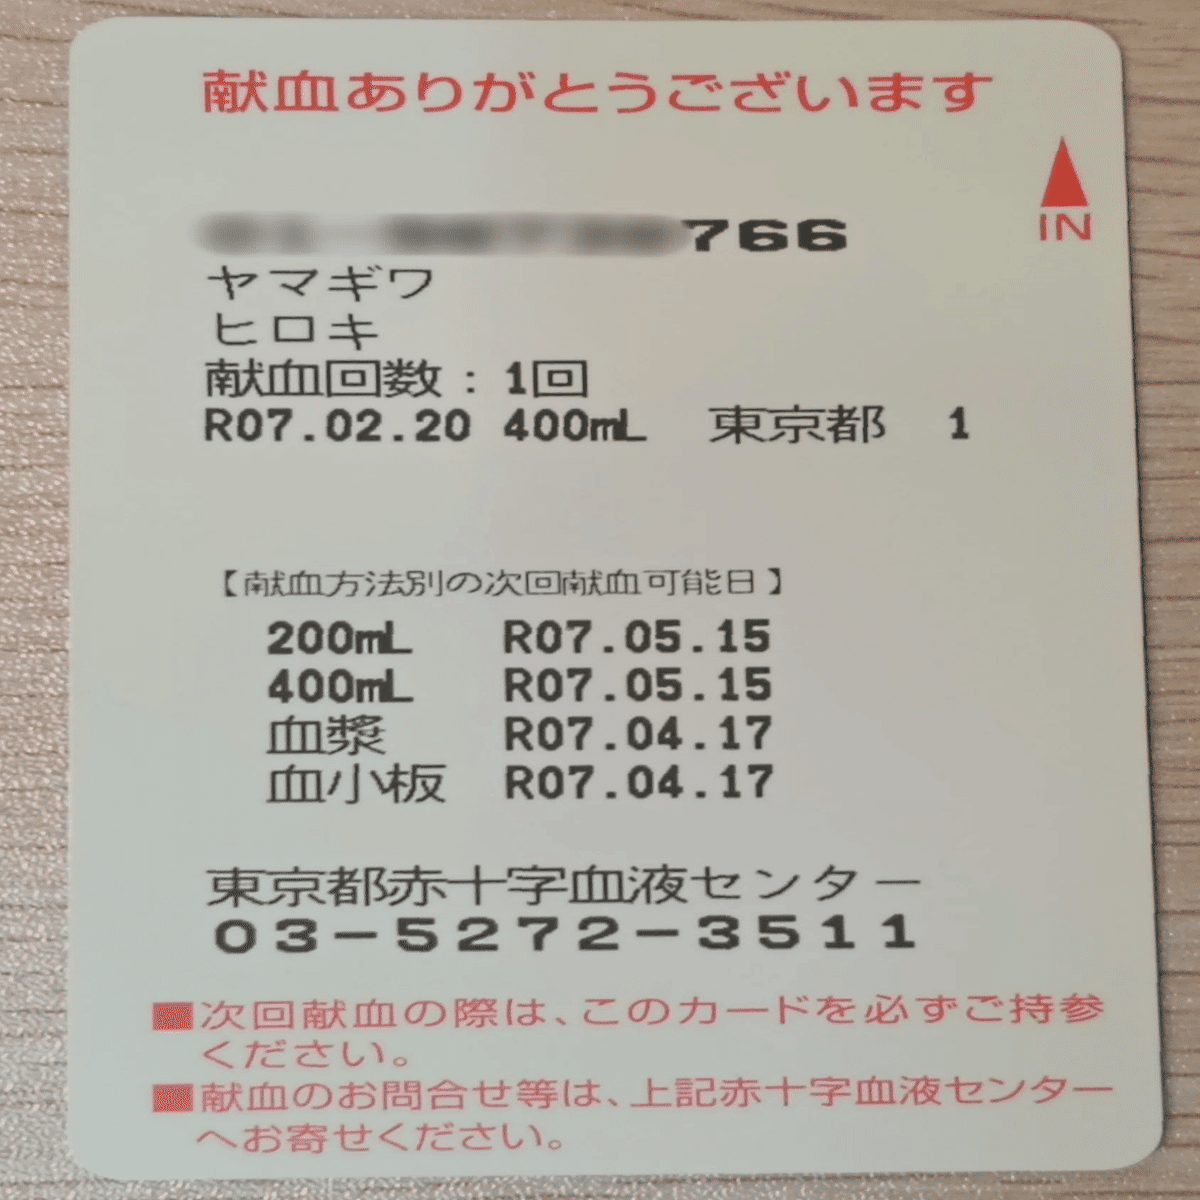 献血ありがとうございます
IN
766
ヤマギワ
ヒロキ
献血回数：1回
R07.02.20 400mL 東京都 1
【献血方法別の次回献血可能日】
200mL R07.05.15
400mL R07.05.15
血漿 R07.04.17
血小板 R07.04.17
東京都赤十字血液センター
03-5272-3511
■次回献血の際は、このカードを必ずご持参
ください。
■献血のお問合せ等は、上記赤十字血液センター
へお寄せください。